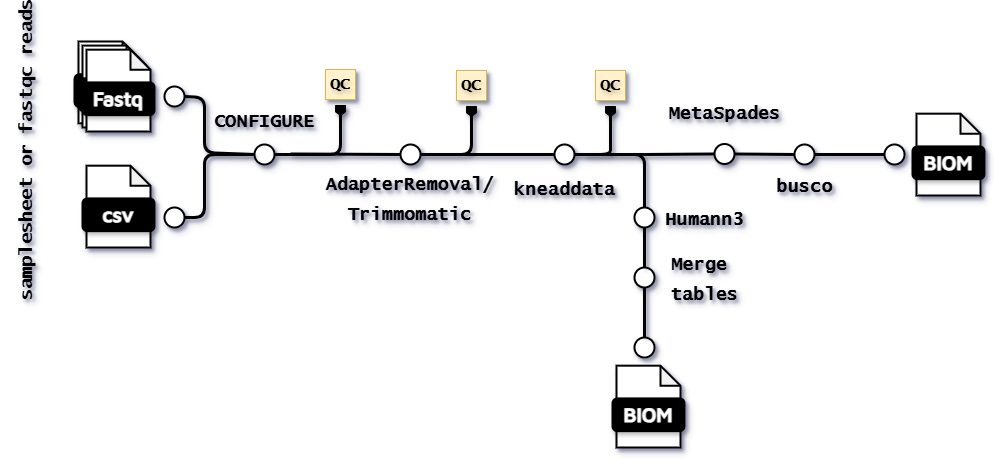 samplesheet or fastqc reads
Fastq
csv
CONFIGURE
QC
QC
QC
AdapterRemoval/
Trimmomatic
kneaddata
MetaSpades
busco
BIOM
Humann3
Merge
tables
BIOM